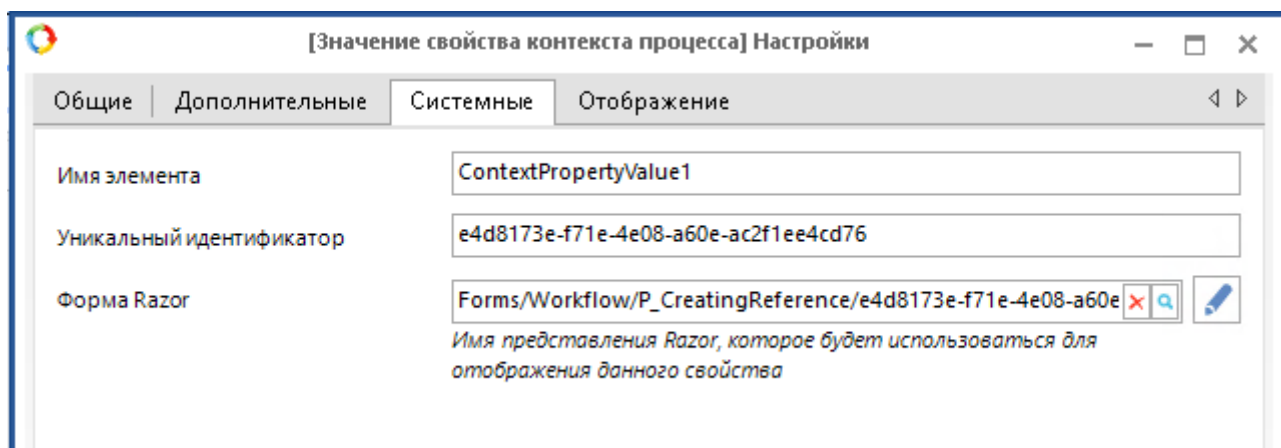 [Значение свойства контекста процесса] Настройки
Общие Дополнительные Системные Отображение
Имя элемента ContextPropertyValue1
Уникальный идентификатор e4d8173e-f71e-4e08-a60e-ac2f1ee4cd76
Форма Razor Forms/Workflow/P_CreatingReference/e4d8173e-f71e-4e08-a60e
Имя представления Razor, которое будет использоваться для
отображения данного свойства